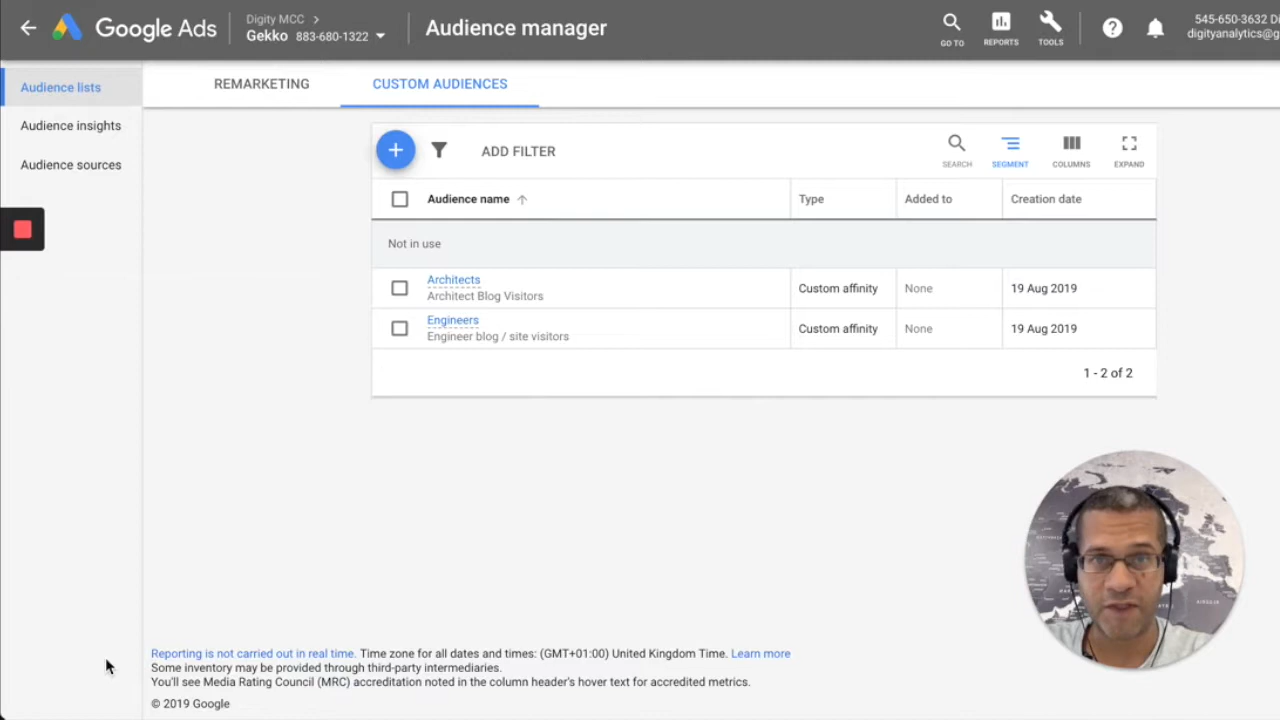 Google Ads
Digity MCC
Gekko 883-680-1322
Audience manager
GO TO
REPORTS
TOOLS
545-650-3632 Di
digityanalytics@g
Audience lists
Audience insights
Audience sources
REMARKETING
CUSTOM AUDIENCES
ADD FILTER
SEARCH
SEGMENT
COLUMNS
EXPAND
Audience name Type Added to Creation date
Not in use
Architects
Architect Blog Visitors
Custom affinity None 19 Aug 2019
Engineers
Engineer blog / site visitors
Custom affinity None 19 Aug 2019
1 - 2 of 2
Reporting is not carried out in real time. Time zone for all dates and times: (GMT+01:00) United Kingdom Time. Learn more
Some inventory may be provided through third-party intermediaries.
You'll see Media Rating Council (MRC) accreditation noted in the column header's hover text for accredited metrics.
© 2019 Google